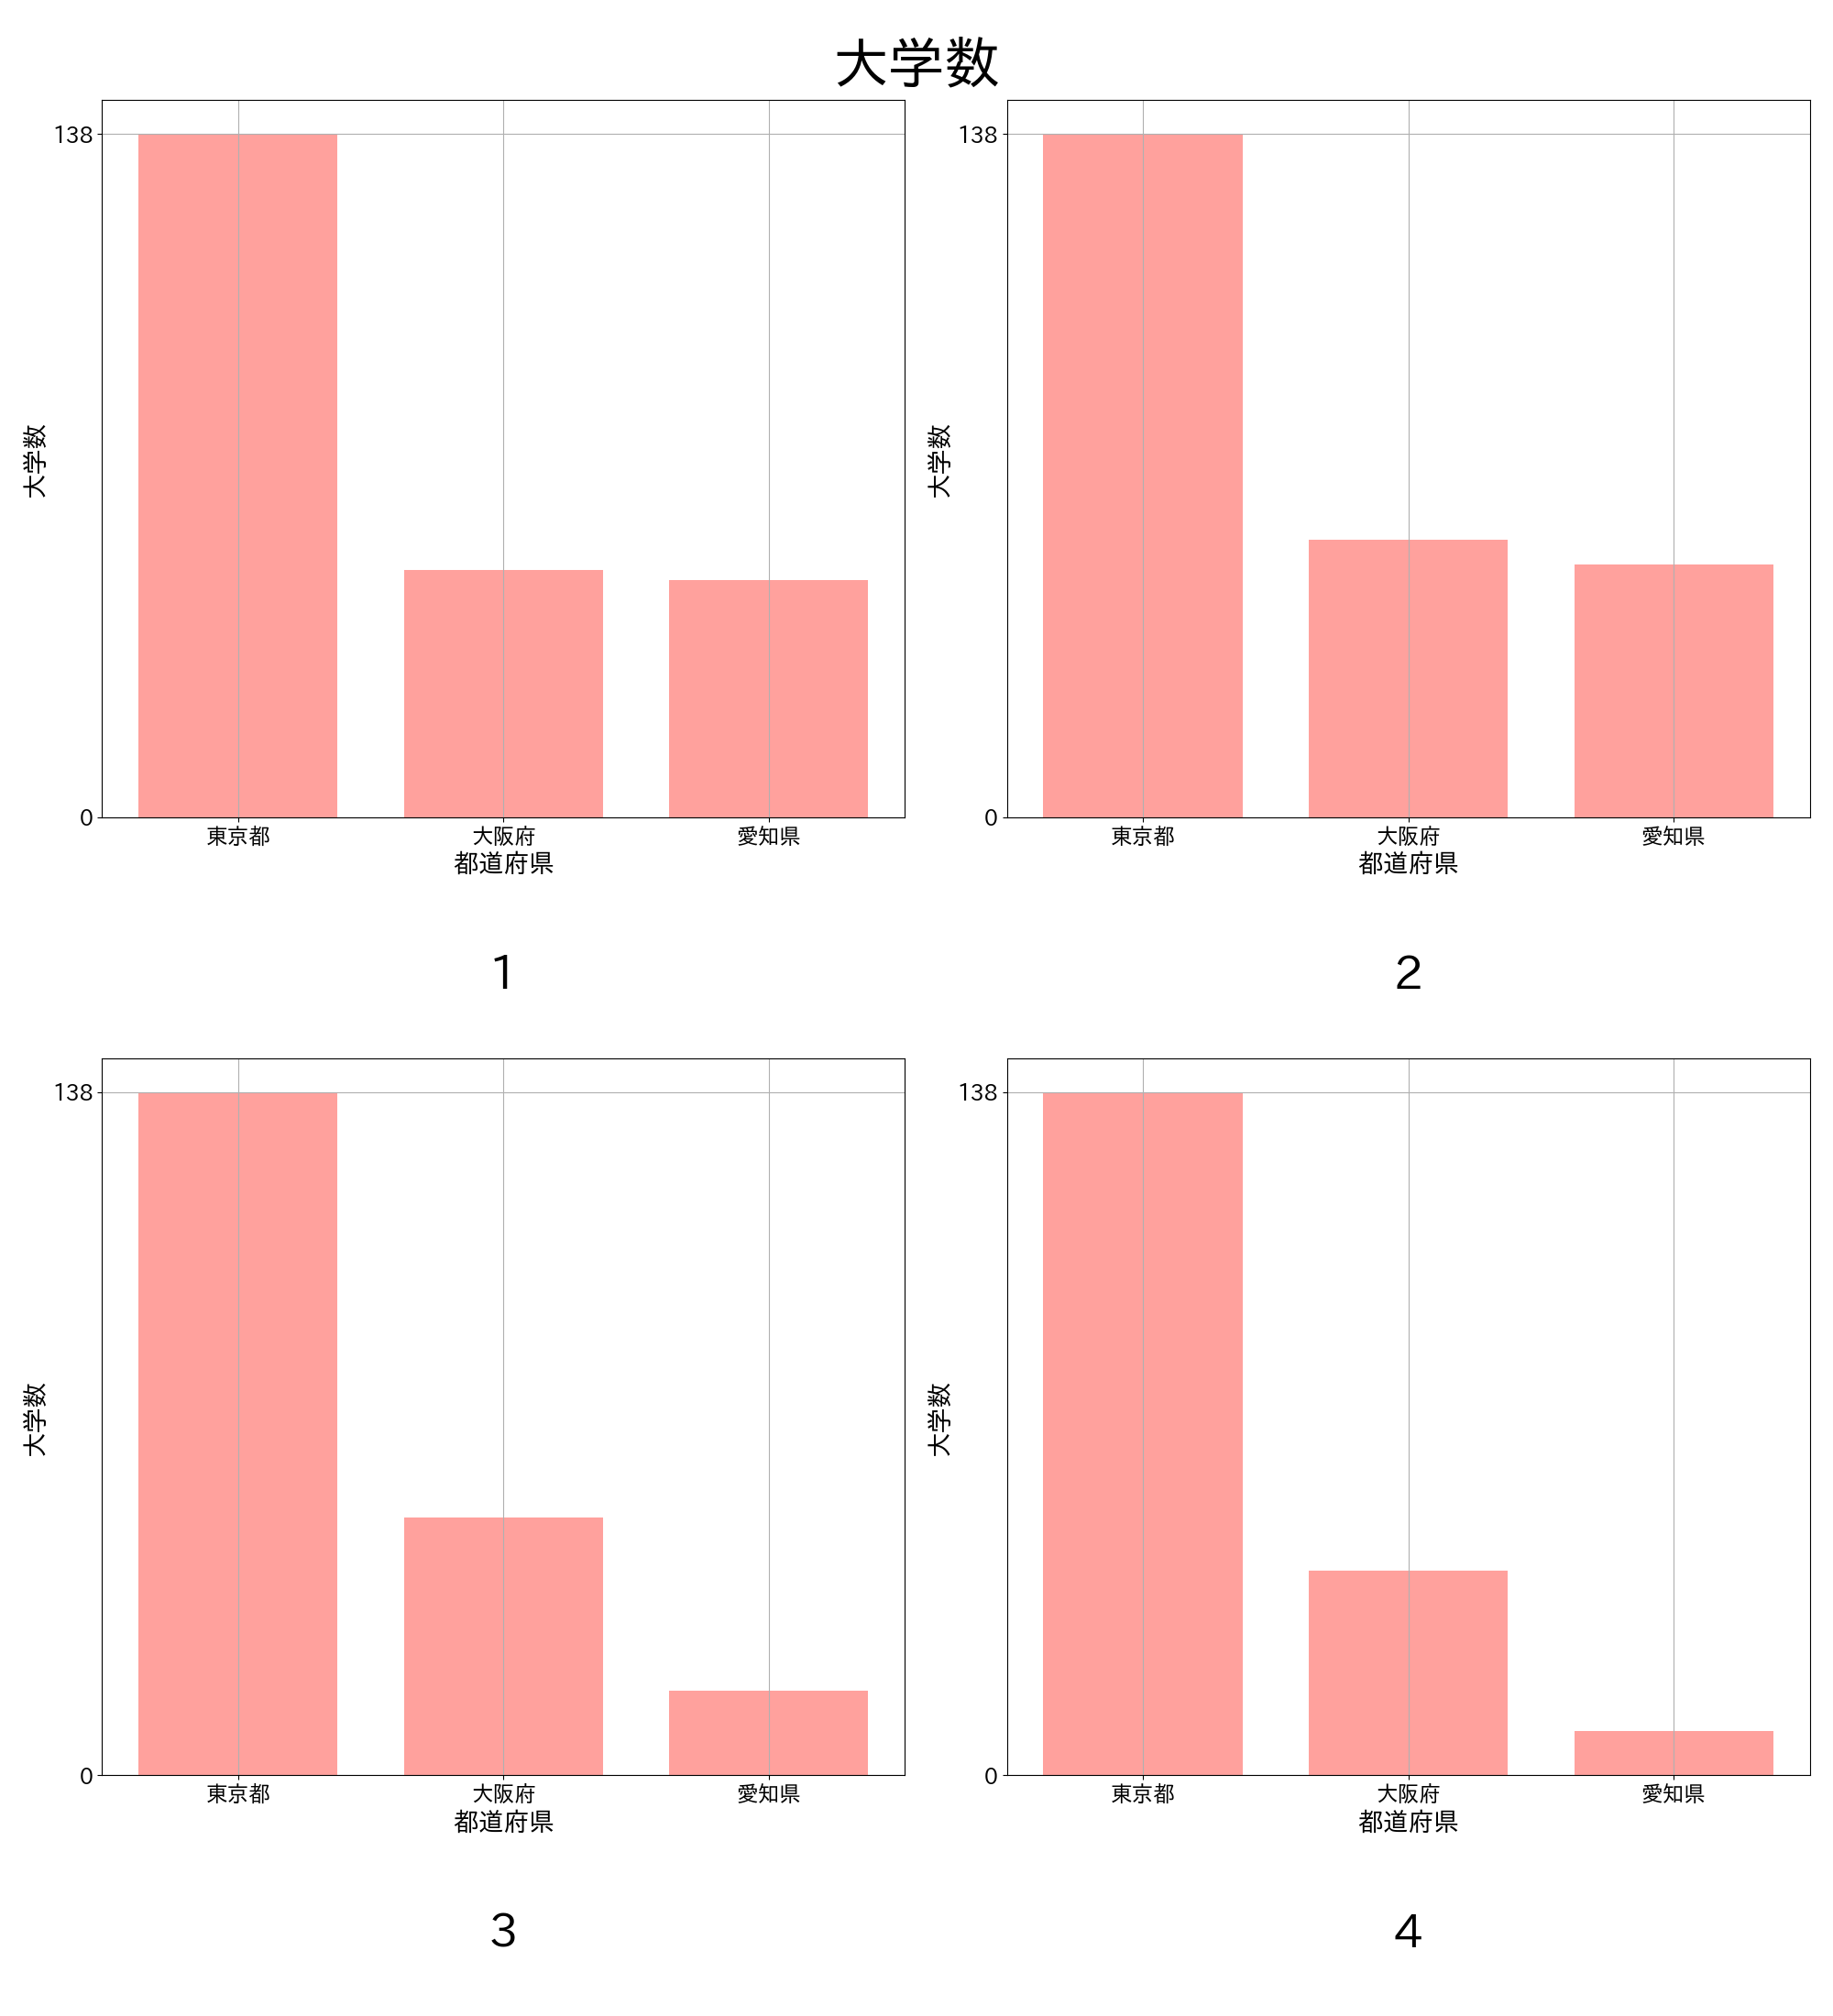 大学数
138
大学数
0
東京都 大阪府 愛知県
都道府県
1
138
大学数
0
東京都 大阪府 愛知県
都道府県
2
138
大学数
0
東京都 大阪府 愛知県
都道府県
3
138
大学数
0
東京都 大阪府 愛知県
都道府県
4